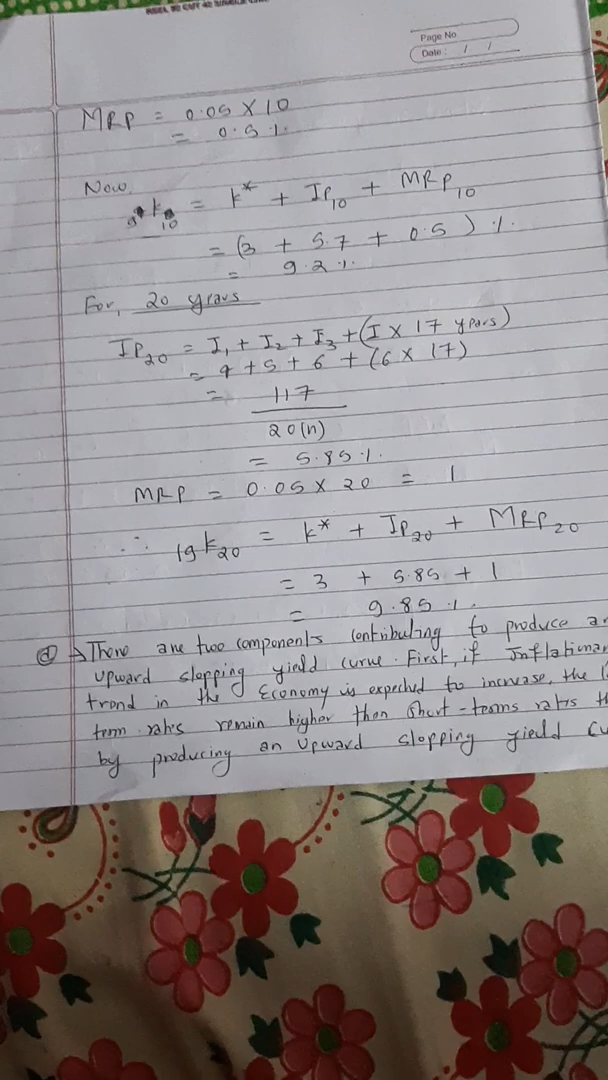 Page No
Date: / /
MRP = 0.05 X 10
= 0.5 %
Now,
k10 = k* + IP10 + MRP10
= (3 + 5.7 + 0.5) %
= 9.2 %
For, 20 years
IP20 = I1 + I2 + I3 + (I X 17 years)
= 4 + 5 + 6 + (6 X 17)
= 117
20(n)
= 5.85 %
MRP = 0.05 X 20 = 1
∴ k20 = k* + IP20 + MRP20
= 3 + 5.85 + 1
= 9.85 %
d → There are two components contributing to produce an
upward slopping yield curve. First, if Inflationar
trend in the Economy is expected to increase, the
term rates remain higher than short-terms rates th
by producing an upward slopping yield cu